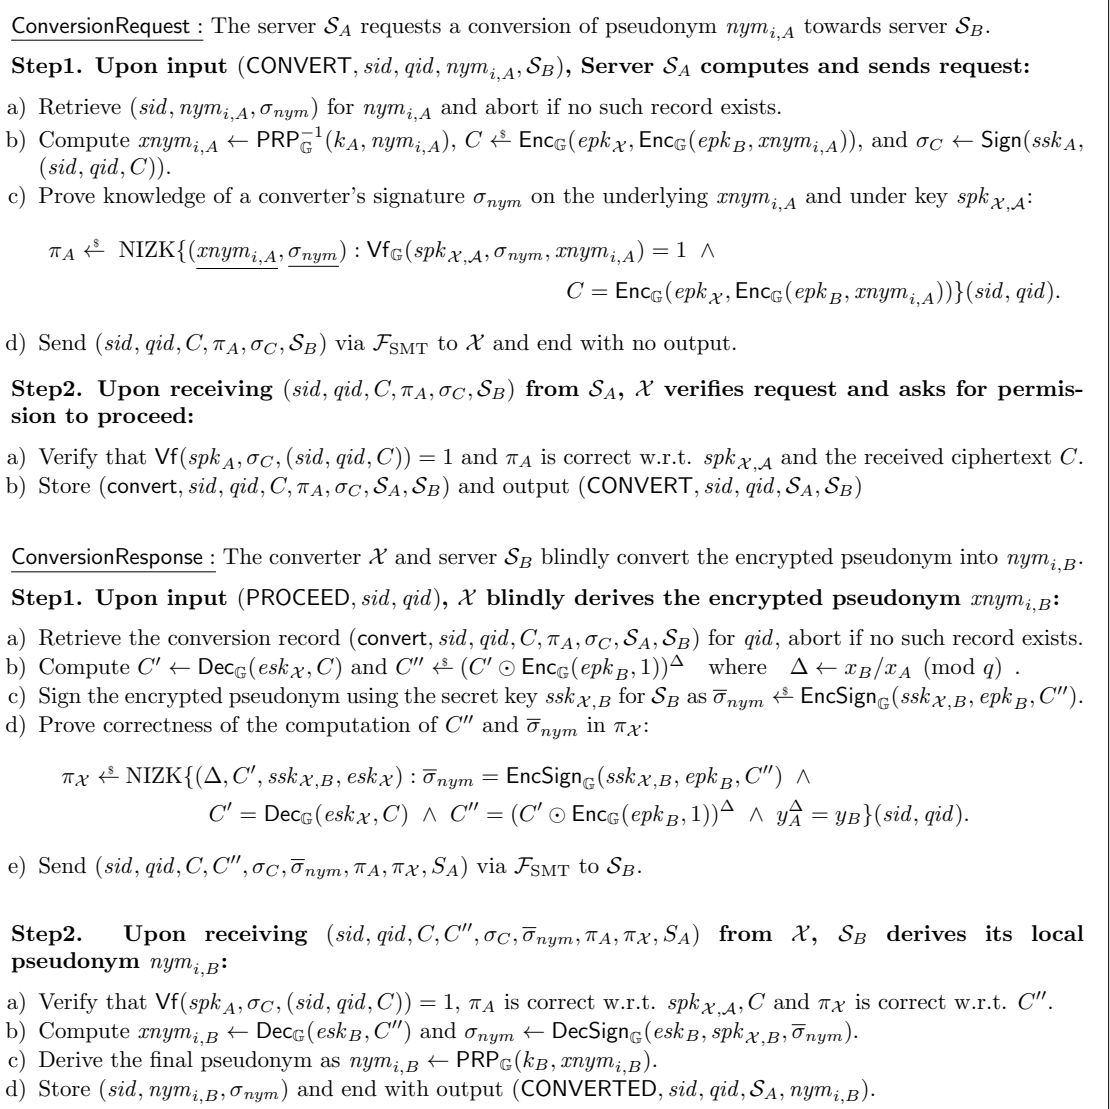 ConversionRequest : The server 𝒮_A requests a conversion of pseudonym nym_{i,A} towards server 𝒮_B.
Step1. Upon input (CONVERT, sid, qid, nym_{i,A}, 𝒮_B), Server 𝒮_A computes and sends request:
a) Retrieve (sid, nym_{i,A}, σ_{nym}) for nym_{i,A} and abort if no such record exists.
b) Compute xnym_{i,A} ← PRP_𝔾^{−1}(k_A, nym_{i,A}), C ←$ Enc_𝔾(epk_𝒳, Enc_𝔾(epk_B, xnym_{i,A})), and σ_C ← Sign(ssk_A,
(sid, qid, C)).
c) Prove knowledge of a converter's signature σ_{nym} on the underlying xnym_{i,A} and under key spk_{𝒳,𝒜}:
π_A ←$ NIZK{(xnym_{i,A}, σ_{nym}) : Vf_𝔾(spk_{𝒳,𝒜}, σ_{nym}, xnym_{i,A}) = 1 ∧
C = Enc_𝔾(epk_𝒳, Enc_𝔾(epk_B, xnym_{i,A}))}(sid, qid).
d) Send (sid, qid, C, π_A, σ_C, 𝒮_B) via ℱ_{SMT} to 𝒳 and end with no output.
Step2. Upon receiving (sid, qid, C, π_A, σ_C, 𝒮_B) from 𝒮_A, 𝒳 verifies request and asks for permis-
sion to proceed:
a) Verify that Vf(spk_A, σ_C, (sid, qid, C)) = 1 and π_A is correct w.r.t. spk_{𝒳,𝒜} and the received ciphertext C.
b) Store (convert, sid, qid, C, π_A, σ_C, 𝒮_A, 𝒮_B) and output (CONVERT, sid, qid, 𝒮_A, 𝒮_B)
ConversionResponse : The converter 𝒳 and server 𝒮_B blindly convert the encrypted pseudonym into nym_{i,B}.
Step1. Upon input (PROCEED, sid, qid), 𝒳 blindly derives the encrypted pseudonym xnym_{i,B}:
a) Retrieve the conversion record (convert, sid, qid, C, π_A, σ_C, 𝒮_A, 𝒮_B) for qid, abort if no such record exists.
b) Compute C′ ← Dec_𝔾(esk_𝒳, C) and C″ ←$ (C′ ⊙ Enc_𝔾(epk_B, 1))^Δ where Δ ← x_B/x_A (mod q) .
c) Sign the encrypted pseudonym using the secret key ssk_{𝒳,B} for 𝒮_B as σ̅_{nym} ←$ EncSign_𝔾(ssk_{𝒳,B}, epk_B, C″).
d) Prove correctness of the computation of C″ and σ̅_{nym} in π_𝒳:
π_𝒳 ←$ NIZK{(Δ, C′, ssk_{𝒳,B}, esk_𝒳) : σ̅_{nym} = EncSign_𝔾(ssk_{𝒳,B}, epk_B, C″) ∧
C′ = Dec_𝔾(esk_𝒳, C) ∧ C″ = (C′ ⊙ Enc_𝔾(epk_B, 1))^Δ ∧ y_A^Δ = y_B}(sid, qid).
e) Send (sid, qid, C, C″, σ_C, σ̅_{nym}, π_A, π_𝒳, S_A) via ℱ_{SMT} to 𝒮_B.
Step2. Upon receiving (sid, qid, C, C″, σ_C, σ̅_{nym}, π_A, π_𝒳, S_A) from 𝒳, 𝒮_B derives its local
pseudonym nym_{i,B}:
a) Verify that Vf(spk_A, σ_C, (sid, qid, C)) = 1, π_A is correct w.r.t. spk_{𝒳,𝒜}, C and π_𝒳 is correct w.r.t. C″.
b) Compute xnym_{i,B} ← Dec_𝔾(esk_B, C″) and σ_{nym} ← DecSign_𝔾(esk_B, spk_{𝒳,B}, σ̅_{nym}).
c) Derive the final pseudonym as nym_{i,B} ← PRP_𝔾(k_B, xnym_{i,B}).
d) Store (sid, nym_{i,B}, σ_{nym}) and end with output (CONVERTED, sid, qid, 𝒮_A, nym_{i,B}).